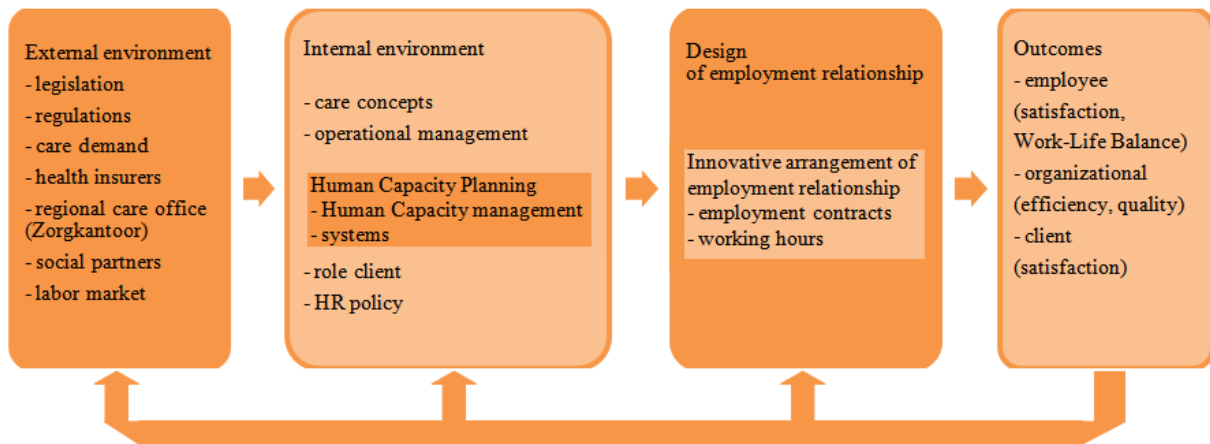 External environment
- legislation
- regulations
- care demand
- health insurers
- regional care office
(Zorgkantoor)
- social partners
- labor market
Internal environment
- care concepts
- operational management
Human Capacity Planning
- Human Capacity management
- systems
- role client
- HR policy
Design
of employment relationship
Innovative arrangement of
employment relationship
- employment contracts
- working hours
Outcomes
- employee
(satisfaction,
Work-Life Balance)
- organizational
(efficiency, quality)
- client
(satisfaction)